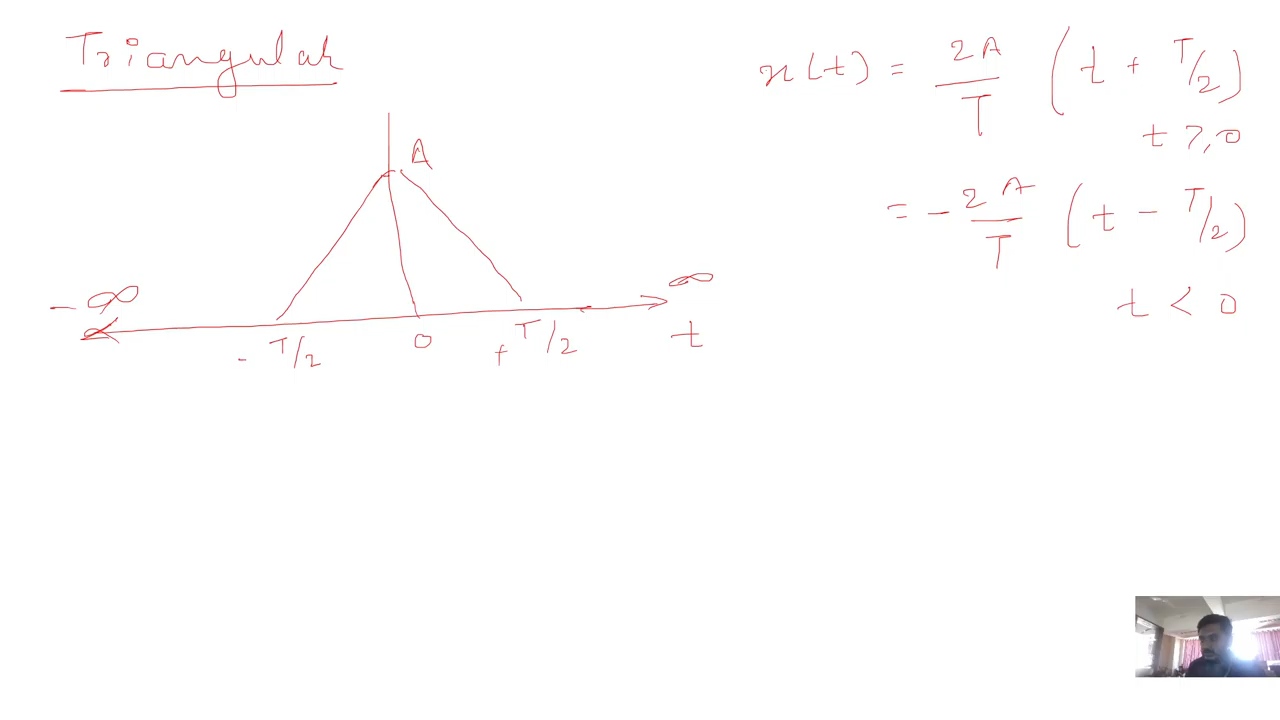 Triangular
x(t) = 2A/T (t + T/2)
t ≥ 0
= - 2A/T (t - T/2)
t < 0
A
- ∞ ∞
- T/2 0 + T/2 t